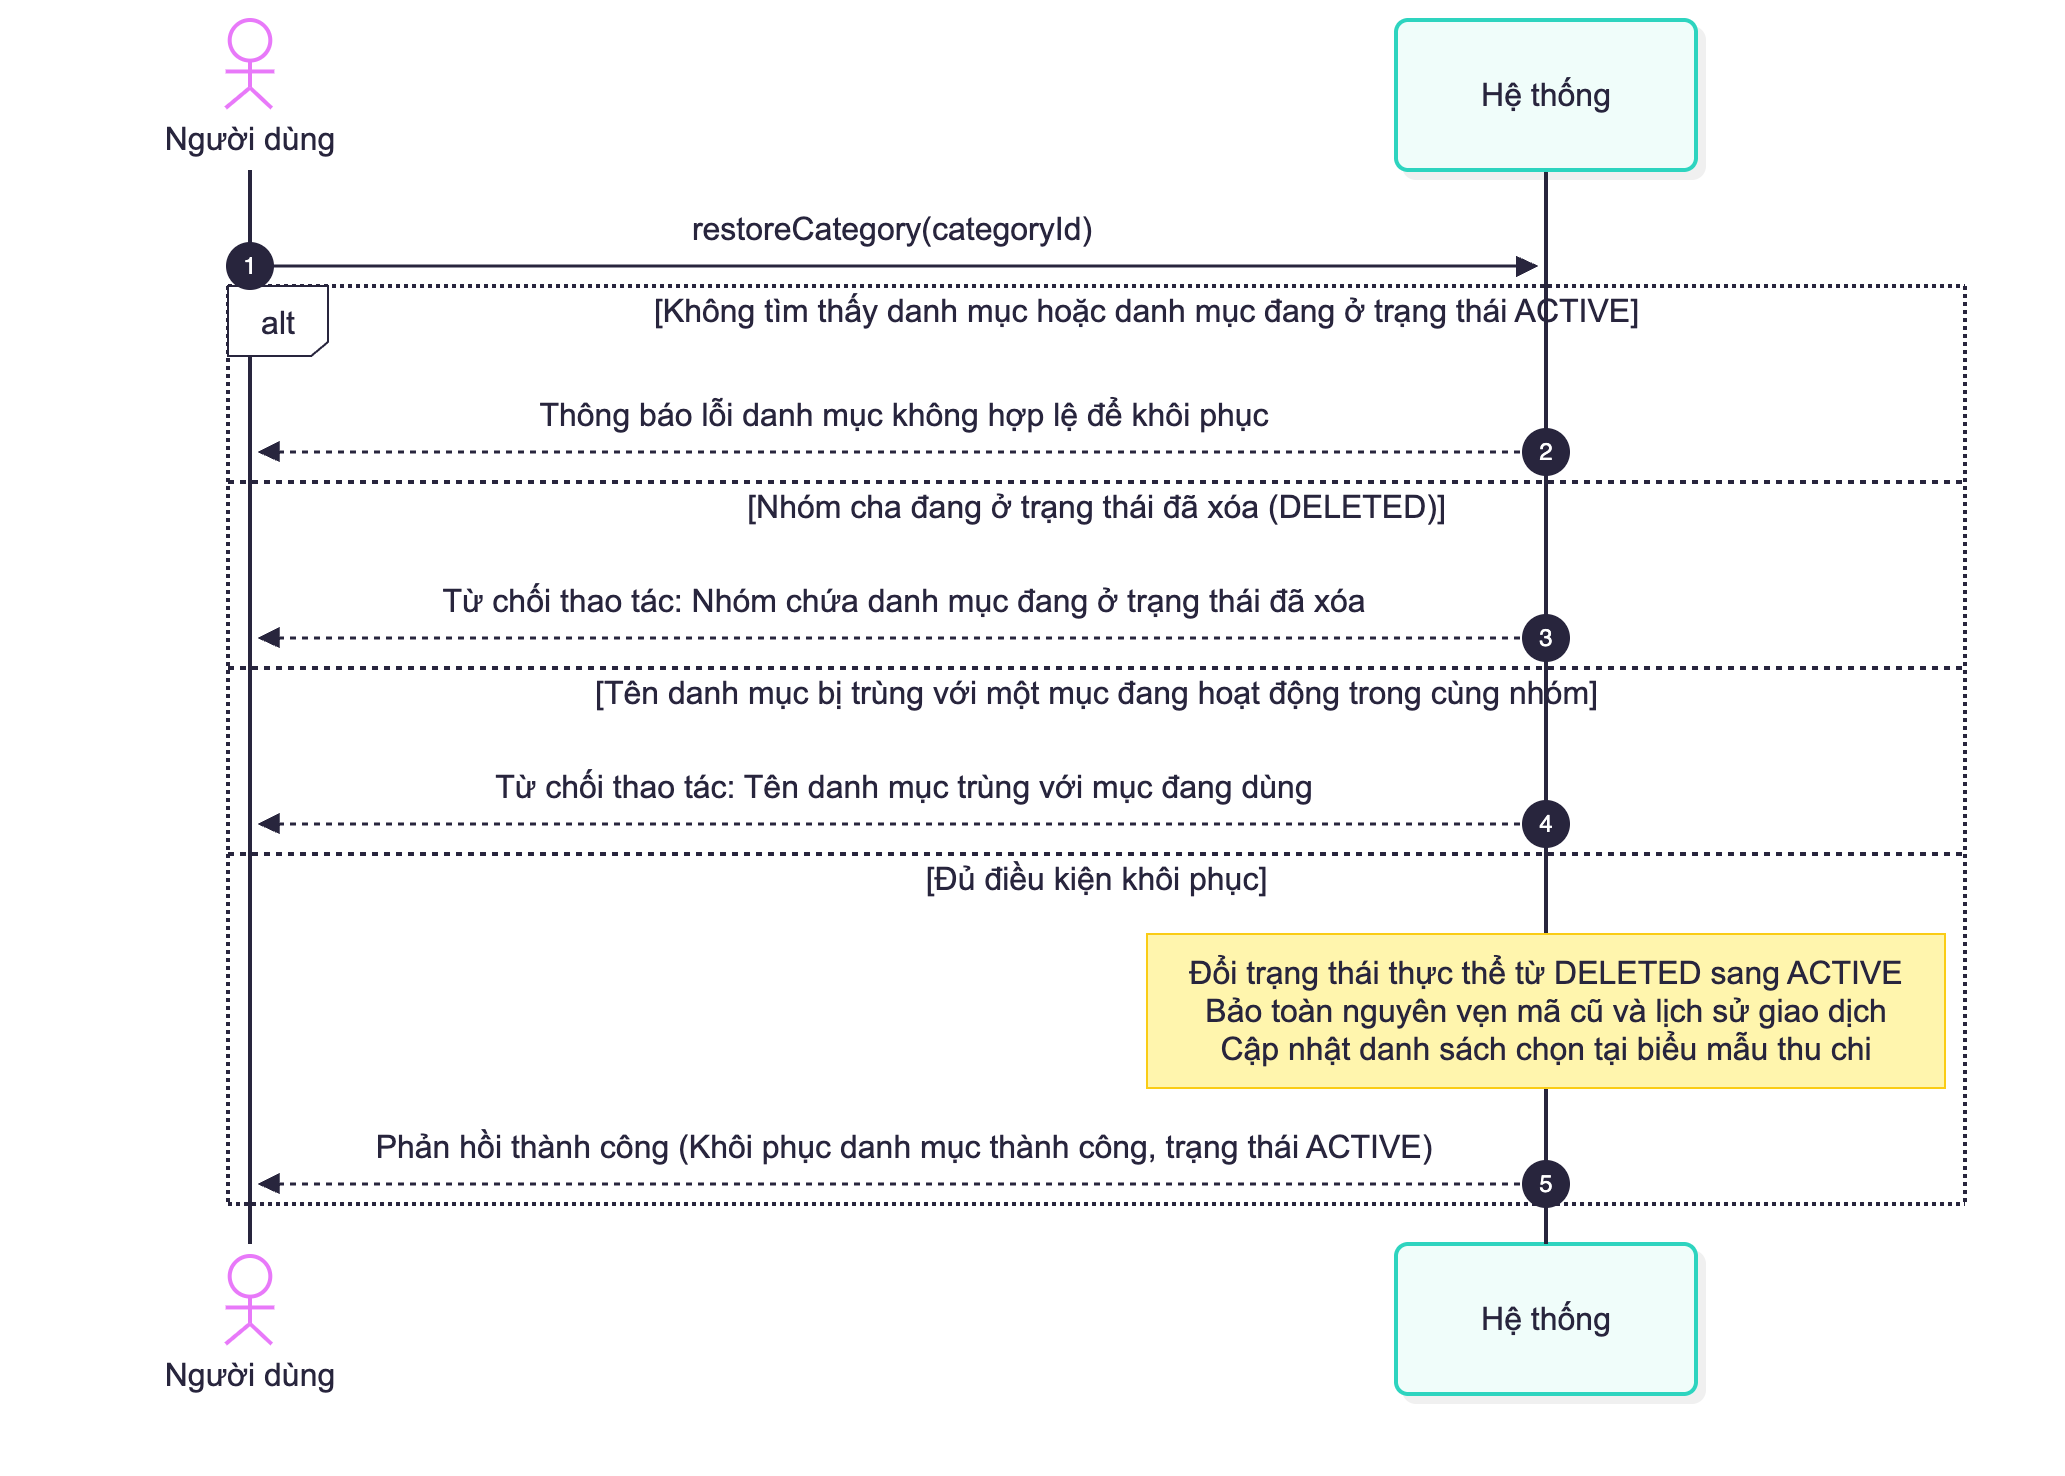 Người dùng
Hệ thống
restoreCategory(categoryId)
1
alt
[Không tìm thấy danh mục hoặc danh mục đang ở trạng thái ACTIVE]
Thông báo lỗi danh mục không hợp lệ để khôi phục
2
[Nhóm cha đang ở trạng thái đã xóa (DELETED)]
Từ chối thao tác: Nhóm chứa danh mục đang ở trạng thái đã xóa
3
[Tên danh mục bị trùng với một mục đang hoạt động trong cùng nhóm]
Từ chối thao tác: Tên danh mục trùng với mục đang dùng
4
[Đủ điều kiện khôi phục]
Đổi trạng thái thực thể từ DELETED sang ACTIVE
Bảo toàn nguyên vẹn mã cũ và lịch sử giao dịch
Cập nhật danh sách chọn tại biểu mẫu thu chi
Phản hồi thành công (Khôi phục danh mục thành công, trạng thái ACTIVE)
5
Người dùng
Hệ thống